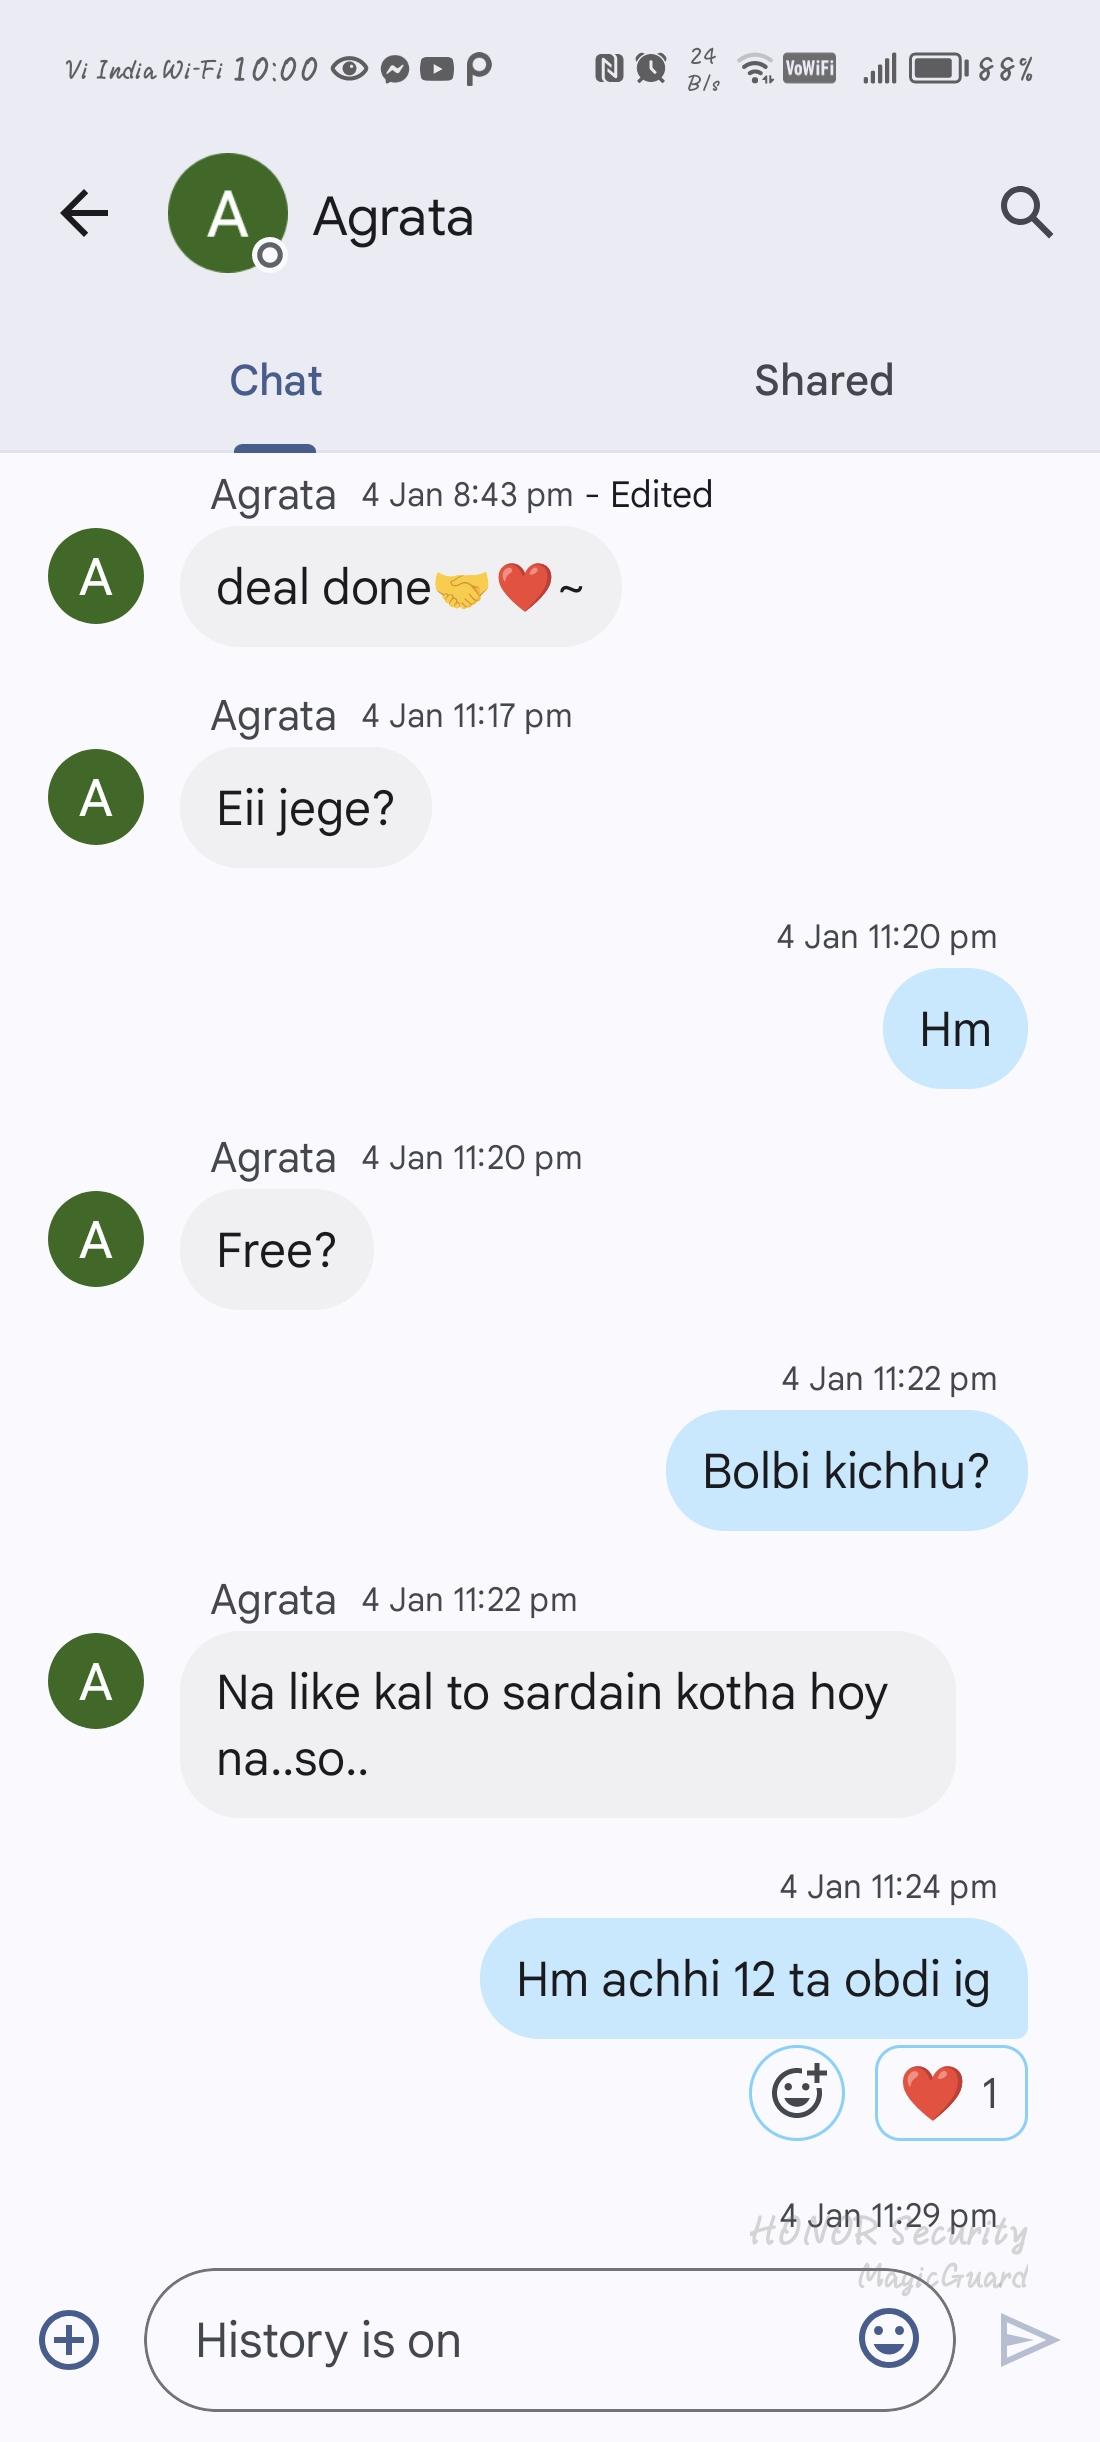 Vi India Wi-Fi 10:00 24 B/s VoWiFi 88%
A Agrata
Chat Shared
Agrata 4 Jan 8:43 pm - Edited
A deal done🤝❤️~
Agrata 4 Jan 11:17 pm
A Eii jege?
4 Jan 11:20 pm
Hm
Agrata 4 Jan 11:20 pm
A Free?
4 Jan 11:22 pm
Bolbi kichhu?
Agrata 4 Jan 11:22 pm
A Na like kal to sardain kotha hoy
na..so..
4 Jan 11:24 pm
Hm achhi 12 ta obdi ig
❤️ 1
4 Jan 11:29 pm
HONOR Security
MagicGuard
History is on